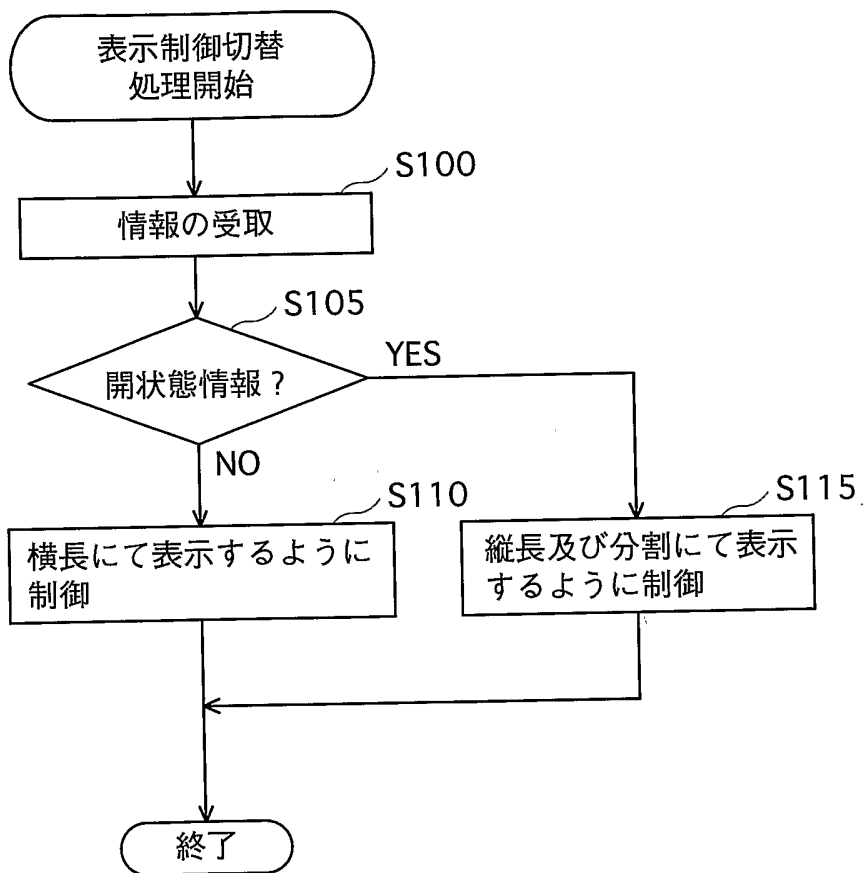 表示制御切替
処理開始
S100
情報の受取
S105
開状態情報?
YES
NO
S110
横長にて表示するように
制御
S115
縦長及び分割にて表示
するように制御
終了